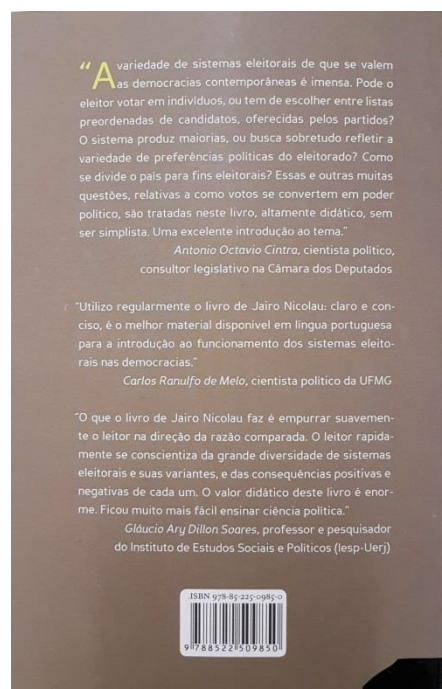 “A variedade de sistemas eleitorais de que se valem
as democracias contemporâneas é imensa. Pode o
eleitor votar em indivíduos, ou tem de escolher entre listas
preordenadas de candidatos, oferecidas pelos partidos?
O sistema produz maiorias, ou busca sobretudo refletir a
variedade de preferências políticas do eleitorado? Como
se divide o país para fins eleitorais? Essas e outras muitas
questões, relativas a como votos se convertem em poder
político, são tratadas neste livro, altamente didático, sem
ser simplista. Uma excelente introdução ao tema.”
Antonio Octavio Cintra, cientista político,
consultor legislativo na Câmara dos Deputados
“Utilizo regularmente o livro de Jairo Nicolau: claro e con-
ciso, é o melhor material disponível em língua portuguesa
para a introdução ao funcionamento dos sistemas eleito-
rais nas democracias.”
Carlos Ranulfo de Melo, cientista político da UFMG
“O que o livro de Jairo Nicolau faz é empurrar suavemen-
te o leitor na direção da razão comparada. O leitor rapida-
mente se conscientiza da grande diversidade de sistemas
eleitorais e suas variantes, e das consequências positivas e
negativas de cada um. O valor didático deste livro é enor-
me. Ficou muito mais fácil ensinar ciência política.”
Gláucio Ary Dillon Soares, professor e pesquisador
do Instituto de Estudos Sociais e Políticos (Iesp-Uerj)
ISBN 978-85-225-0985-0
9 788522 509850